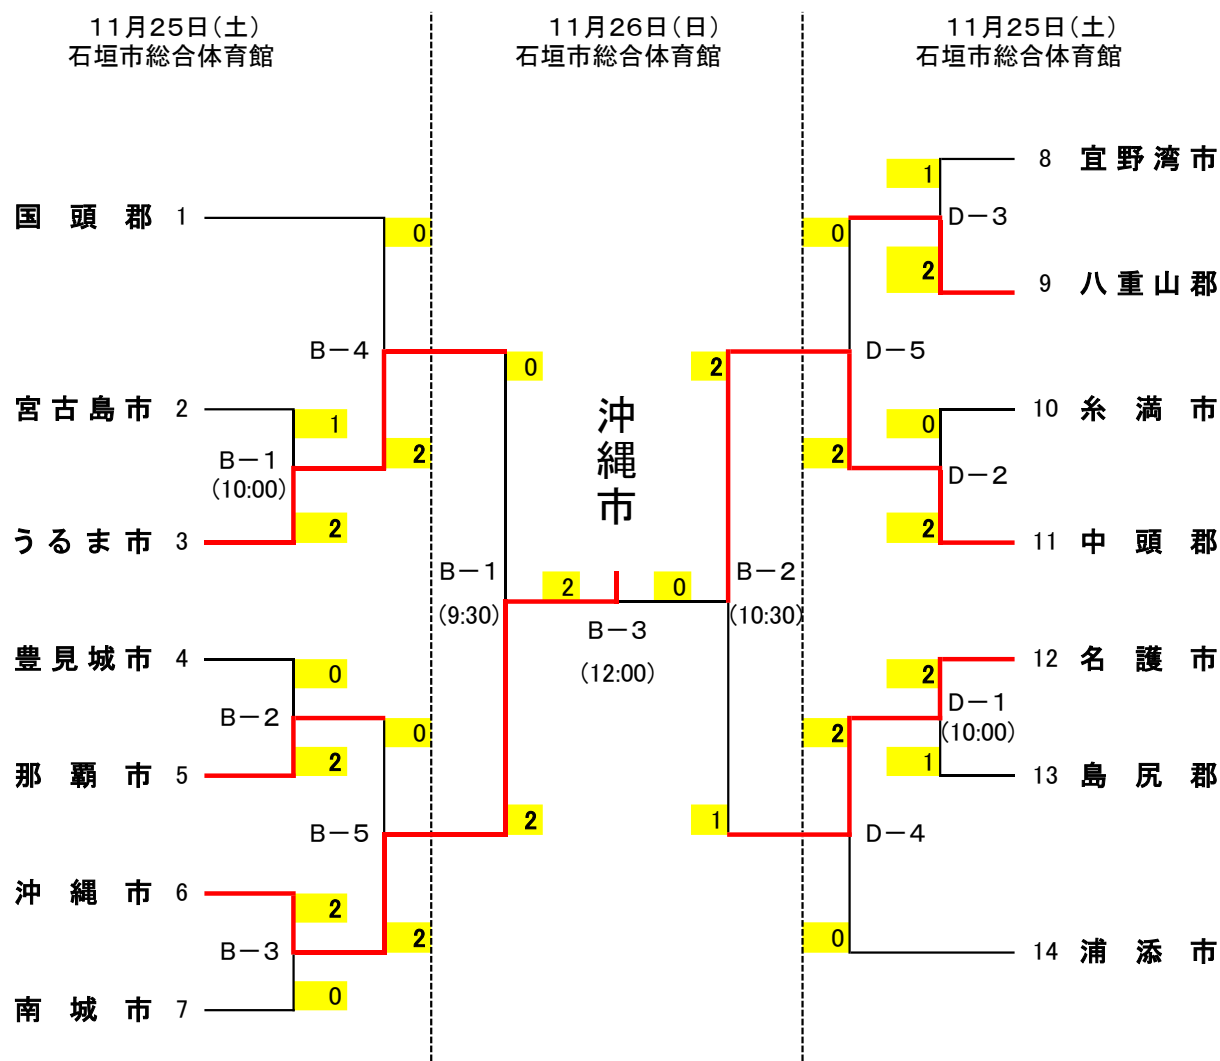 11月25日(土)
石垣市総合体育館
11月26日(日)
石垣市総合体育館
11月25日(土)
石垣市総合体育館
国頭郡 1
0
B－4
宮古島市 2
1
B－1
(10:00)
2
うるま市 3
2
豊見城市 4
0
B－2
0
那覇市 5
2
B－5
沖縄市 6
2
B－3
2
南城市 7
0
0
B－1
(9:30)
2
沖縄市
2
0
B－3
(12:00)
2
B－2
(10:30)
1
8 宜野湾市
1
D－3
0
2
9 八重山郡
D－5
10 糸満市
0
D－2
2
2
11 中頭郡
12 名護市
2
D－1
(10:00)
2
1
13 島尻郡
D－4
0
14 浦添市